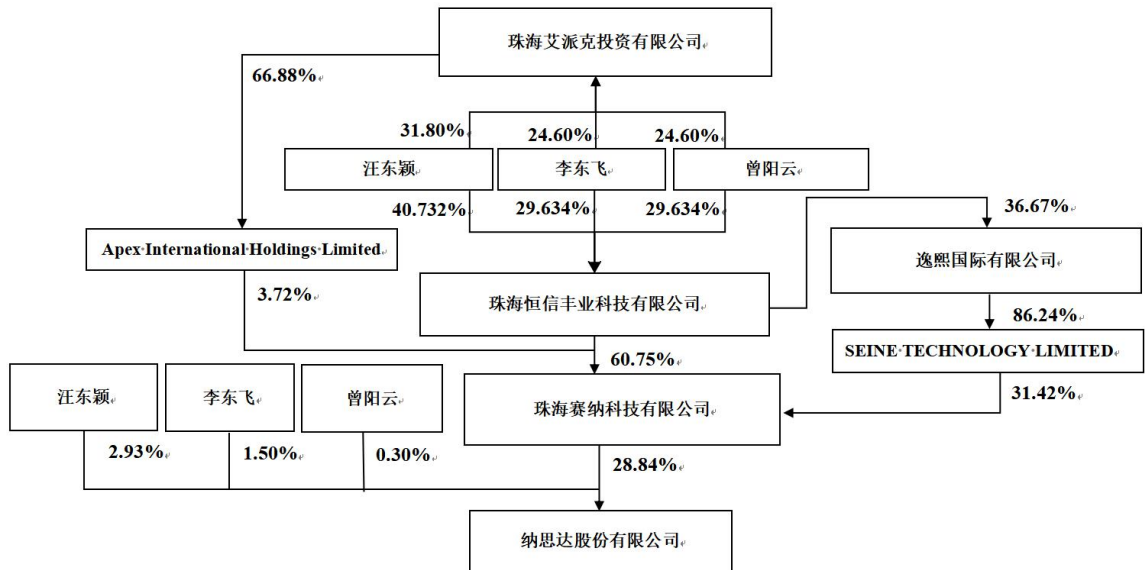 珠海艾派克投资有限公司
66.88%
31.80%
24.60%
24.60%
汪东颖
李东飞
曾阳云
40.732%
29.634%
29.634%
36.67%
Apex International Holdings Limited
逸熙国际有限公司
3.72%
珠海恒信丰业科技有限公司
86.24%
60.75%
SEINE TECHNOLOGY LIMITED
汪东颖
李东飞
曾阳云
珠海赛纳科技有限公司
31.42%
2.93%
1.50%
0.30%
28.84%
纳思达股份有限公司